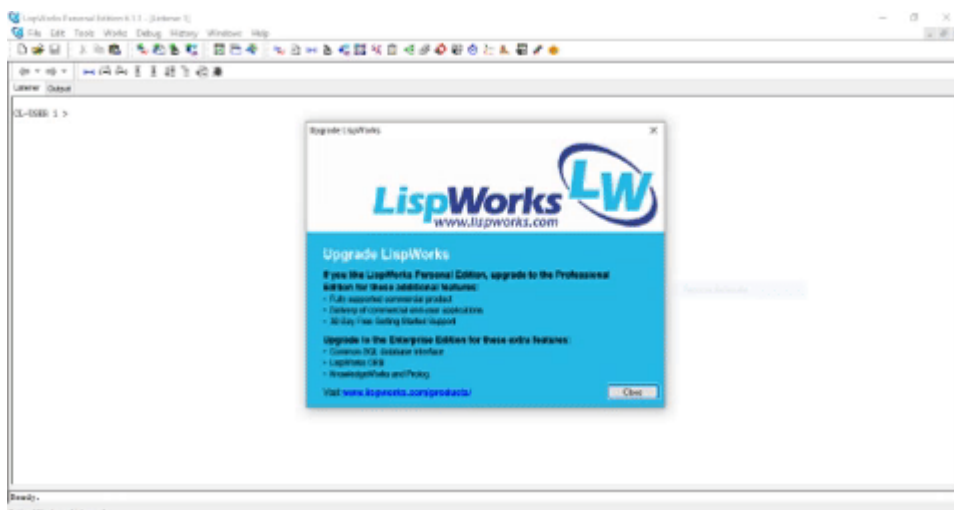 LispWorks Personal Edition 6.1.1 - [Listener 1]
File Edit Tools Works Debug History Windows Help
Listener Output
CL-USER 1 >
Upgrade LispWorks
LispWorks
LW
www.lispworks.com
Upgrade LispWorks
If you like LispWorks Personal Edition, upgrade to the Professional
Edition for these additional features:
- Fully supported commercial product
- Delivery of commercial end-user applications
- 30 Day Free Getting Started Support
Upgrade to the Enterprise Edition for these extra features:
- Common SQL database interface
- LispWorks ORB
- KnowledgeWorks and Prolog
Visit www.lispworks.com/products/
Close
Ready.